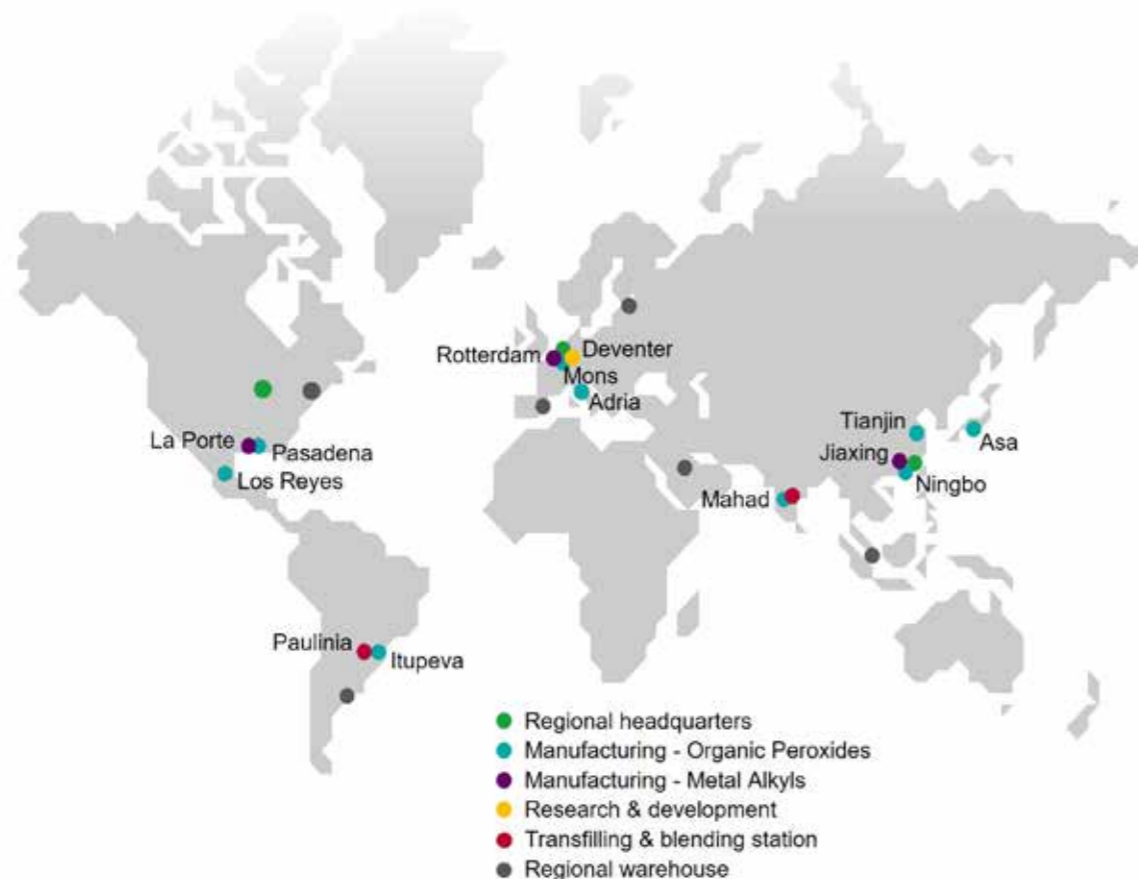 Rotterdam
Deventer
Mons
Adria
La Porte
Pasadena
Los Reyes
Tianjin
Asa
Jiaxing
Ningbo
Mahad
Paulinia
Itupeva
Regional headquarters
Manufacturing - Organic Peroxides
Manufacturing - Metal Alkyls
Research & development
Transfilling & blending station
Regional warehouse